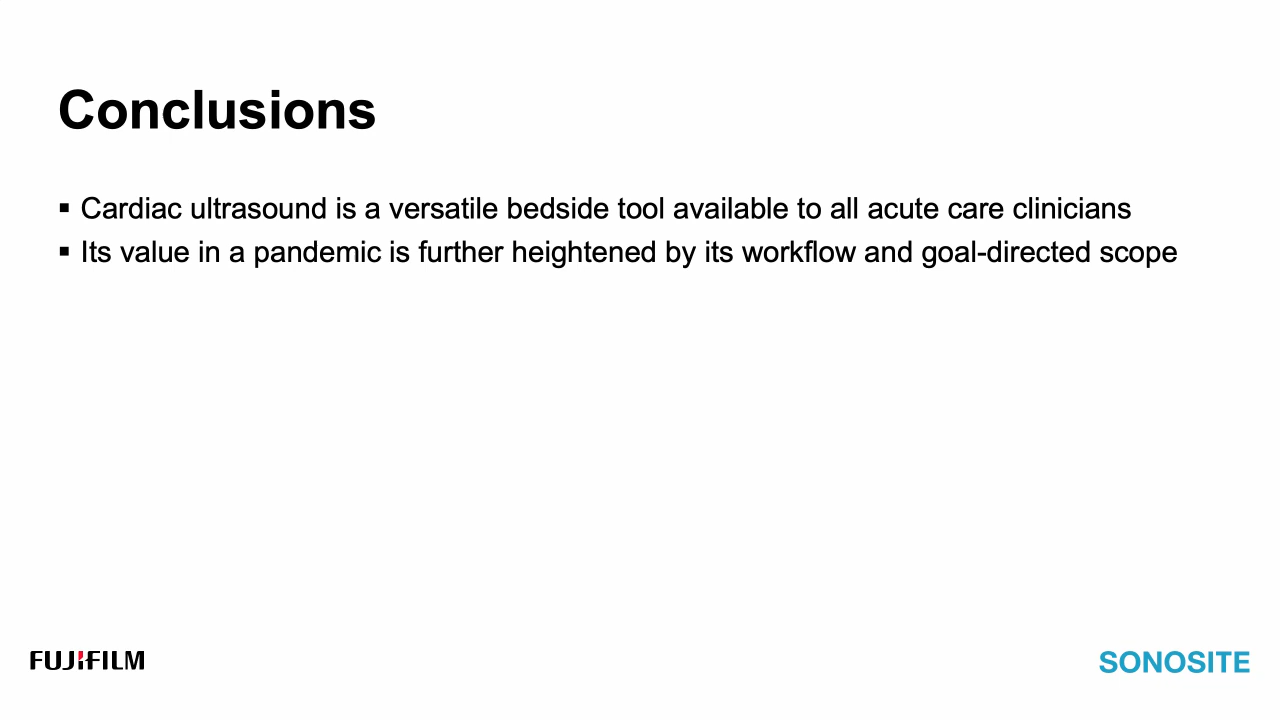 Conclusions
▪ Cardiac ultrasound is a versatile bedside tool available to all acute care clinicians
▪ Its value in a pandemic is further heightened by its workflow and goal-directed scope
FUJIFILM
SONOSITE